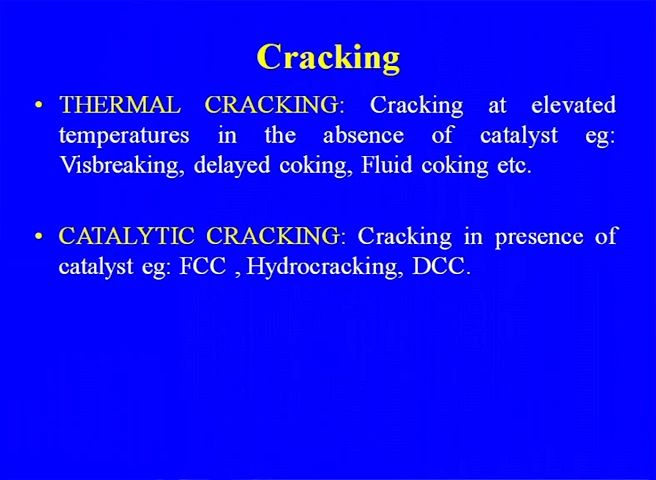 Cracking
• THERMAL CRACKING: Cracking at elevated
temperatures in the absence of catalyst eg:
Visbreaking, delayed coking, Fluid coking etc.
• CATALYTIC CRACKING: Cracking in presence of
catalyst eg: FCC , Hydrocracking, DCC.